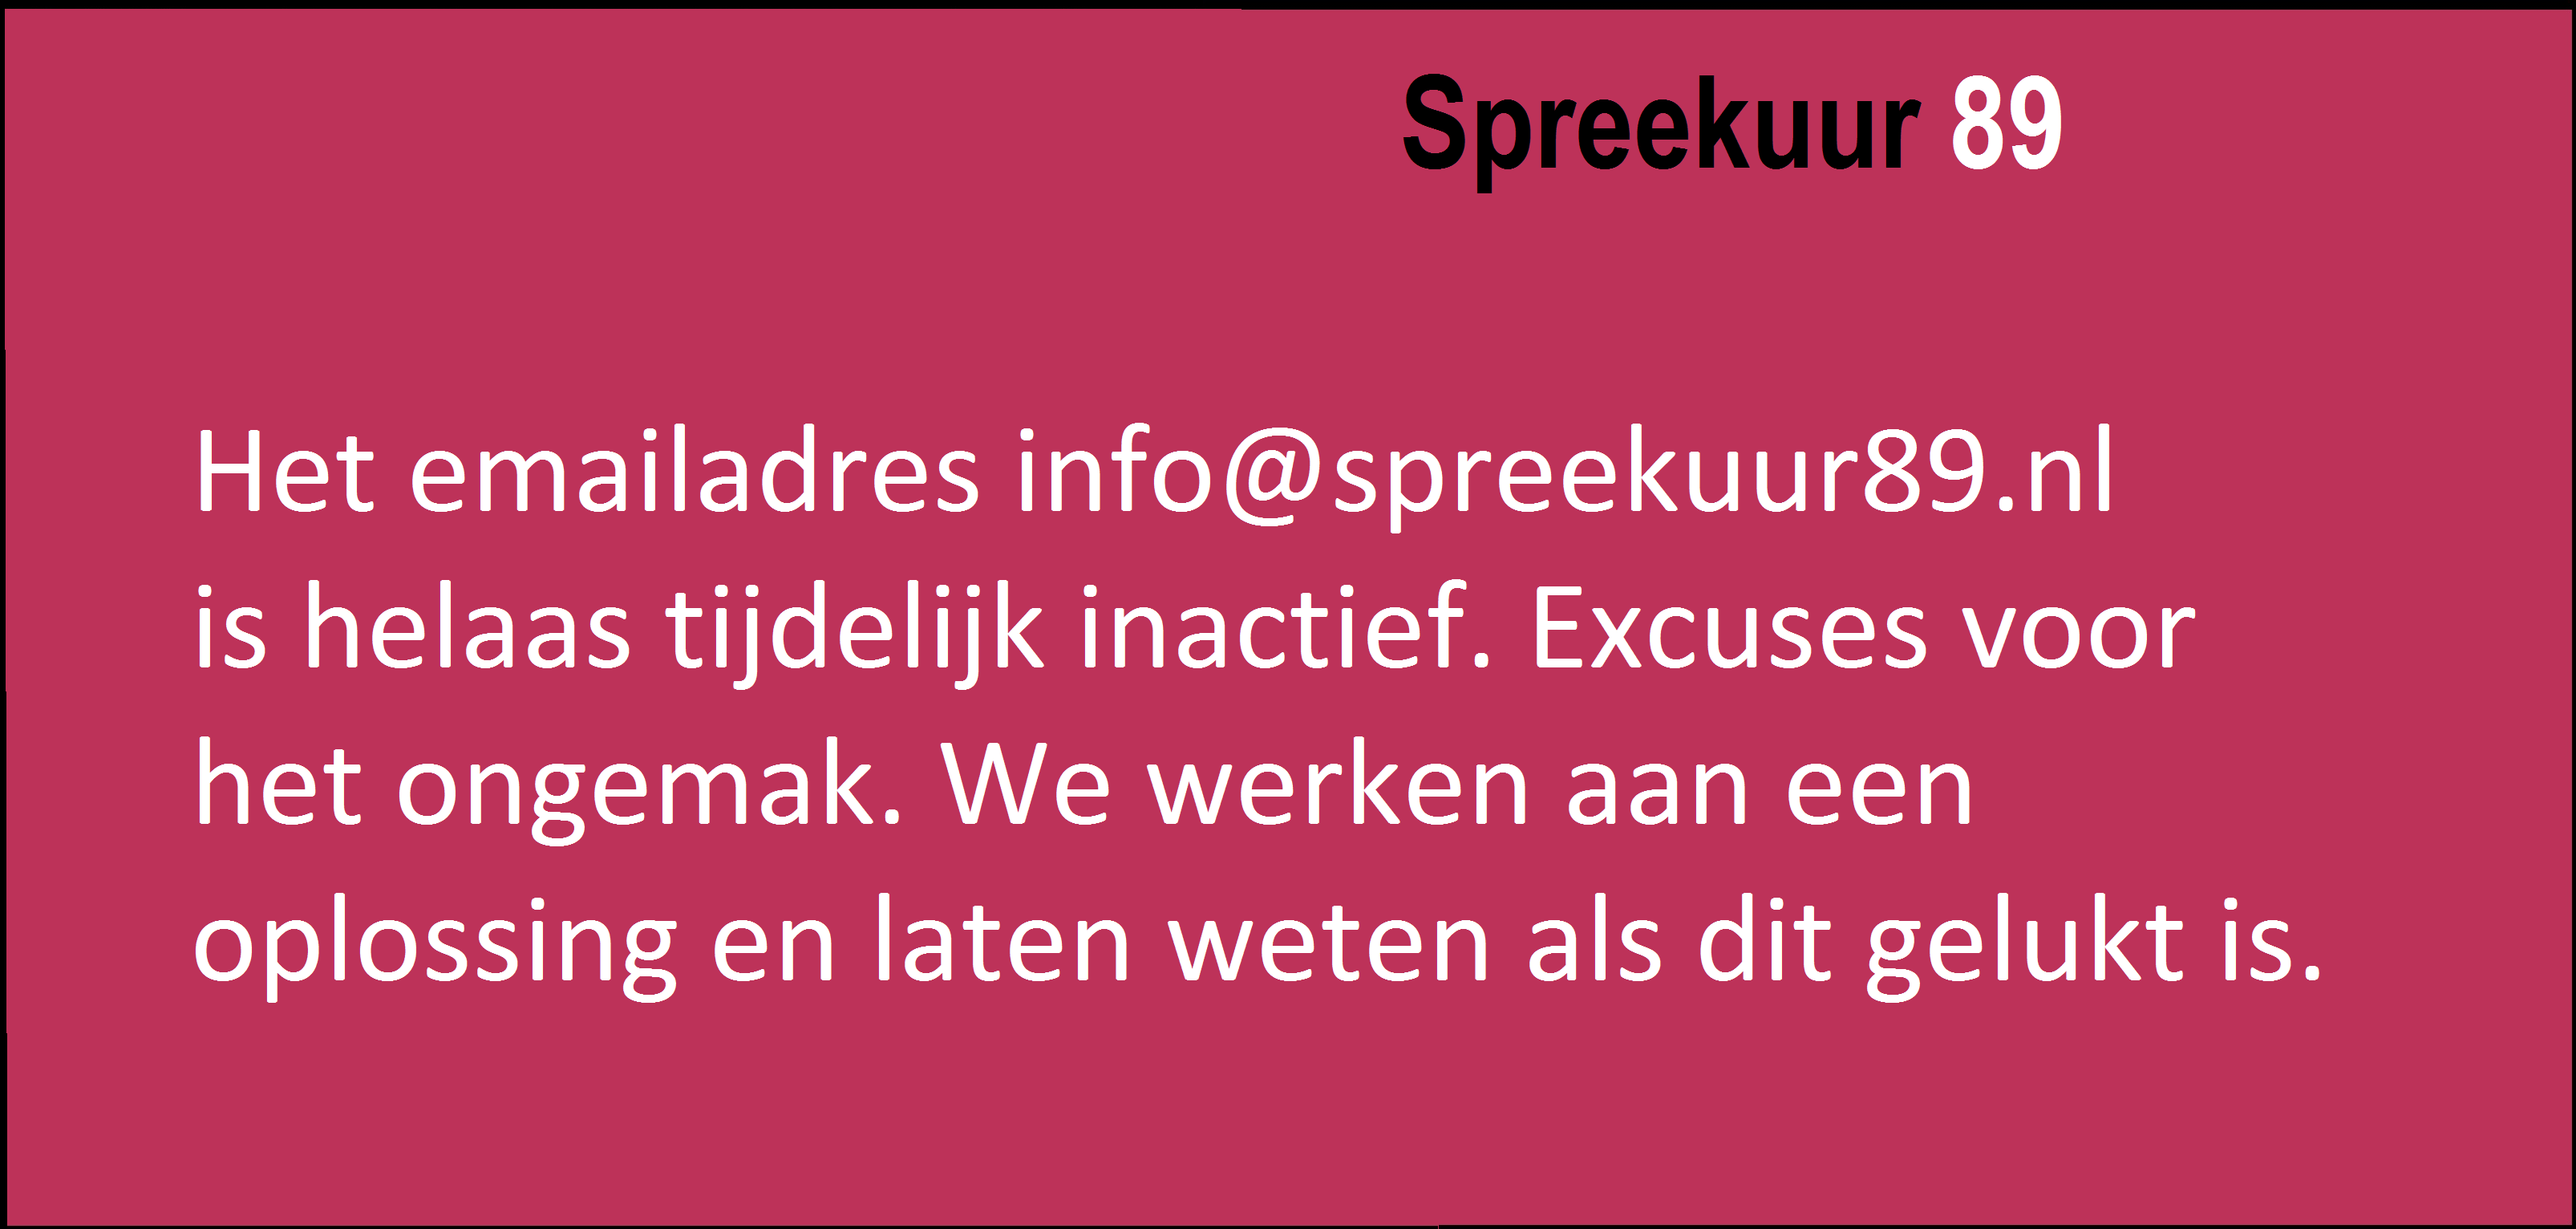 Spreekuur 89
Het emailadres info@spreekuur89.nl
is helaas tijdelijk inactief. Excuses voor
het ongemak. We werken aan een
oplossing en laten weten als dit gelukt is.